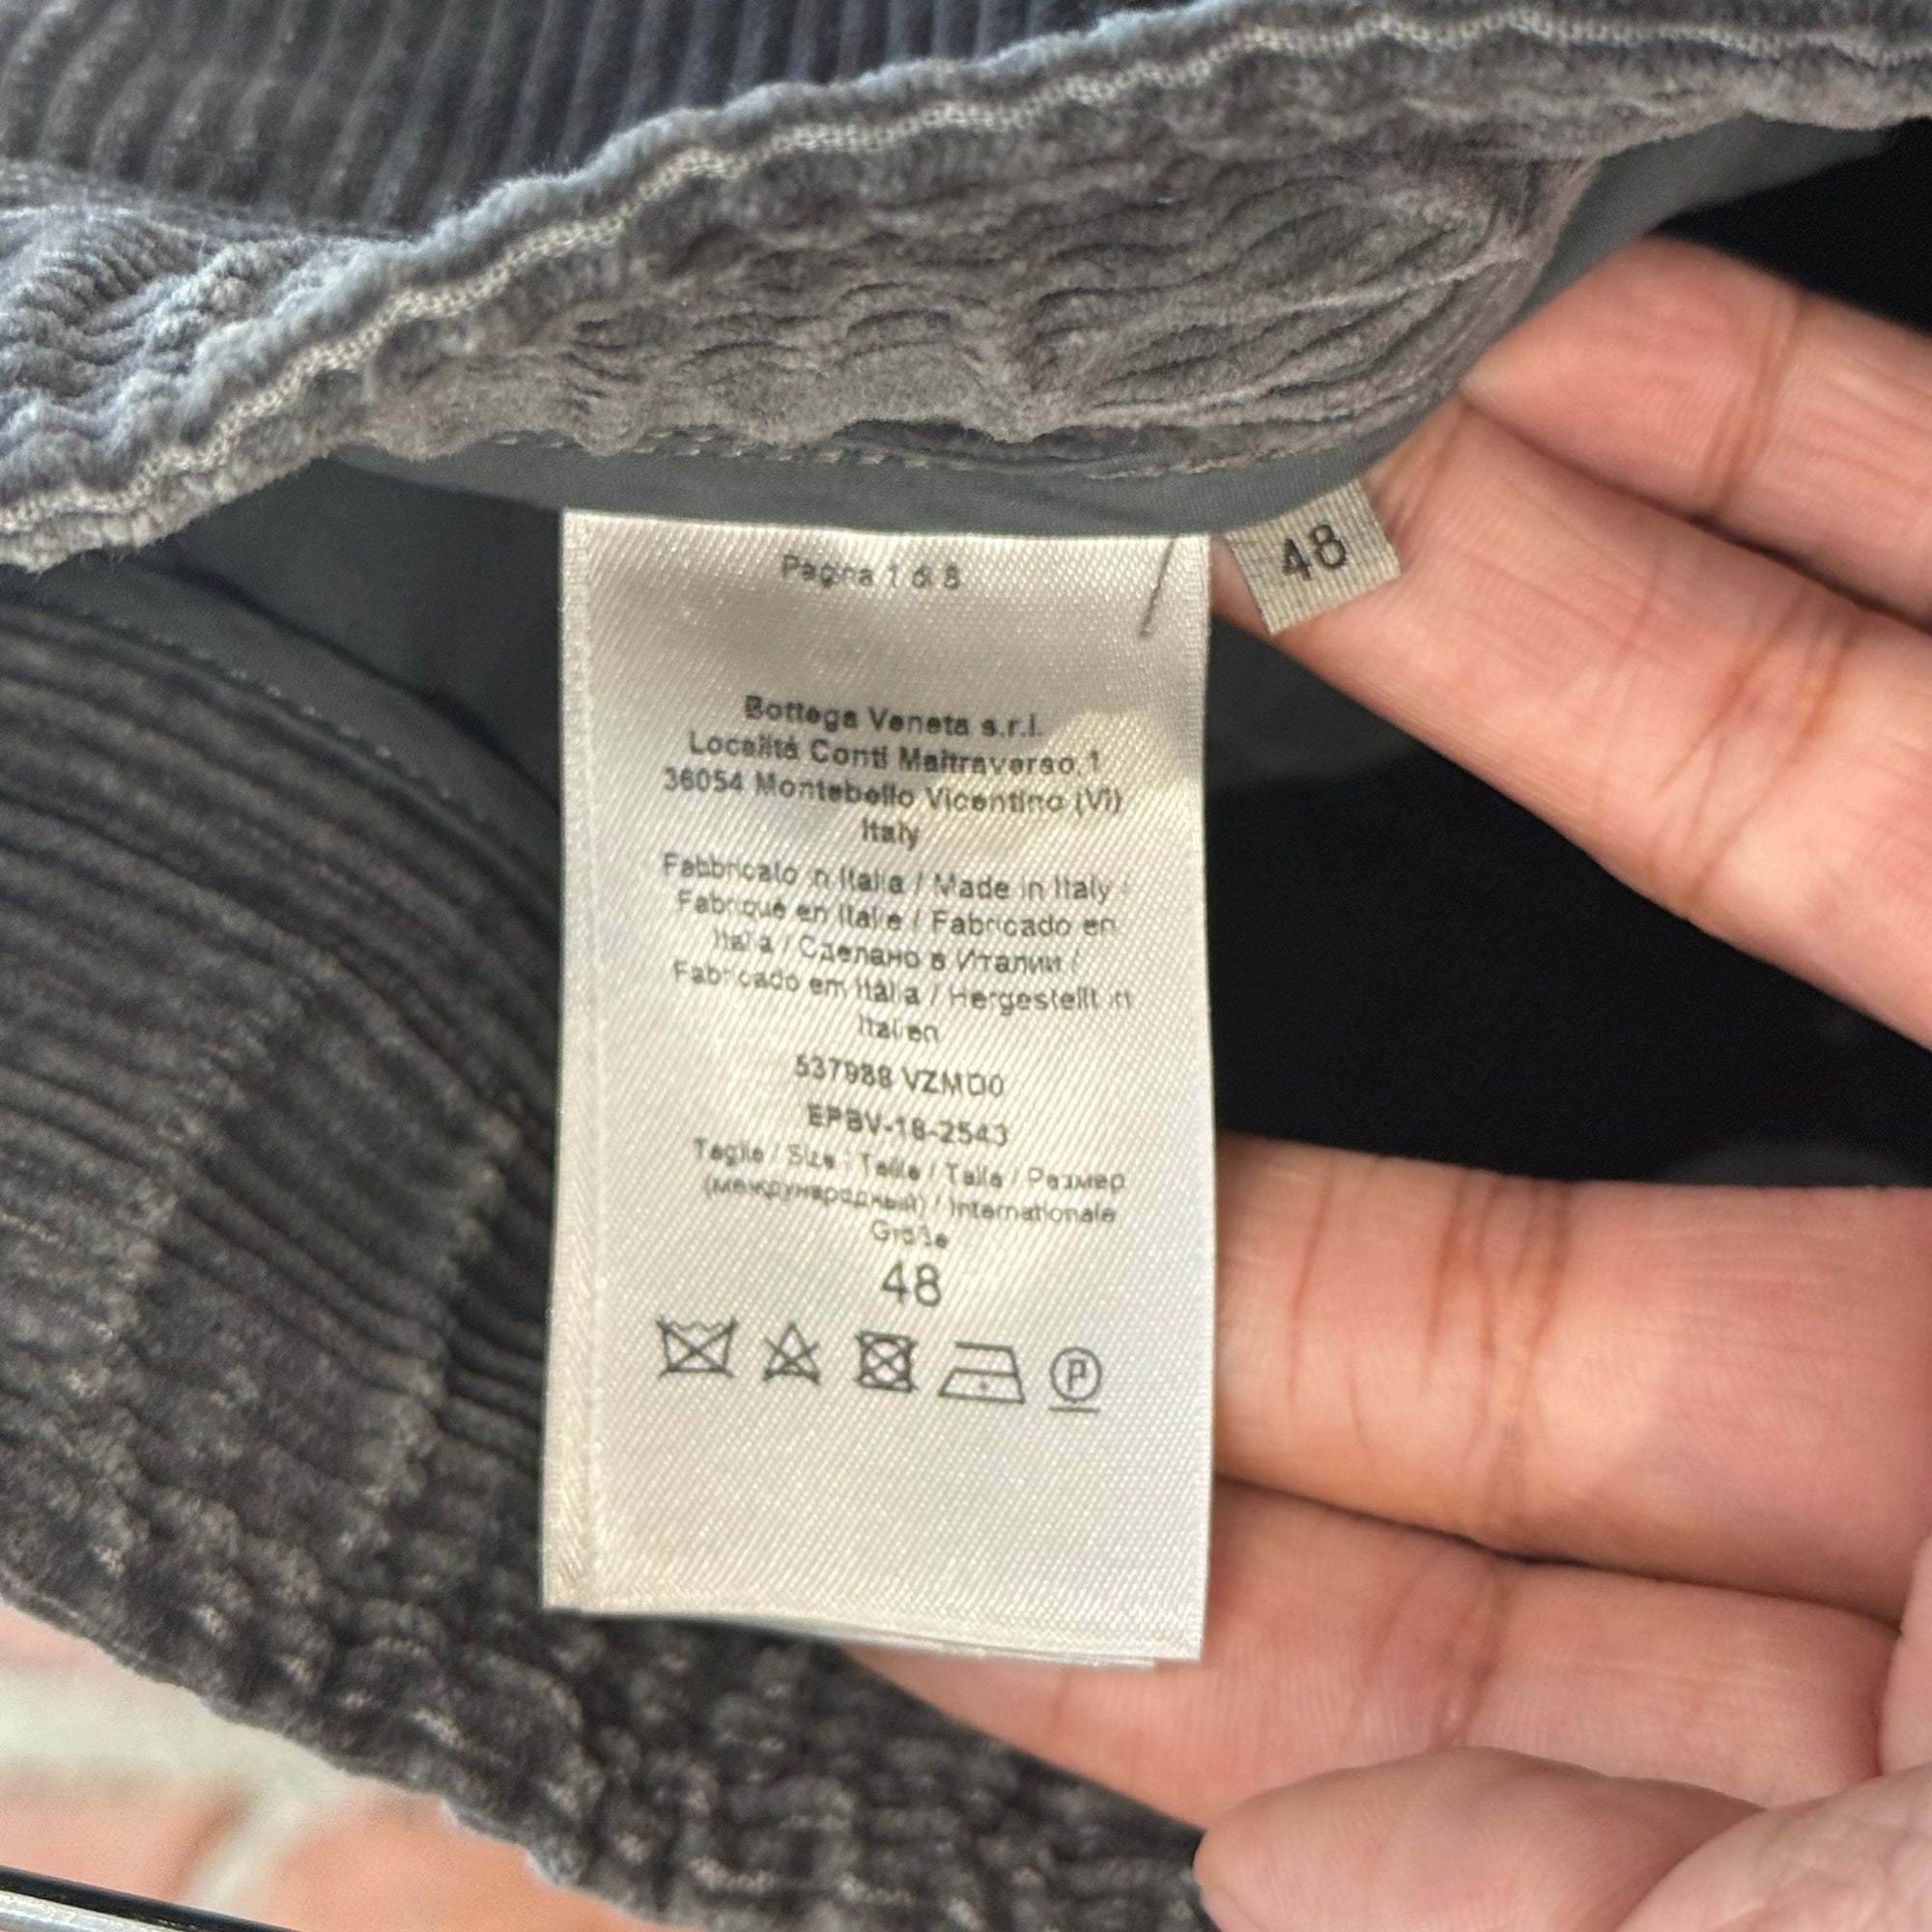 Pagina 1 di 8
48
Bottega Veneta s.r.l.
Località Conti Maltraverso,1
36054 Montebello Vicentino (VI)
Italy
Fabbricato in Italia / Made in Italy /
Fabriqué en Italie / Fabricado en
Italia / Сделано в Италии /
Fabricado em Itália / Hergestellt in
Italien
537988 VZMD0
EPBV-18-2543
Taglia / Size / Taille / Talla / Размер
(международный) / Internationale
Größe
48
P